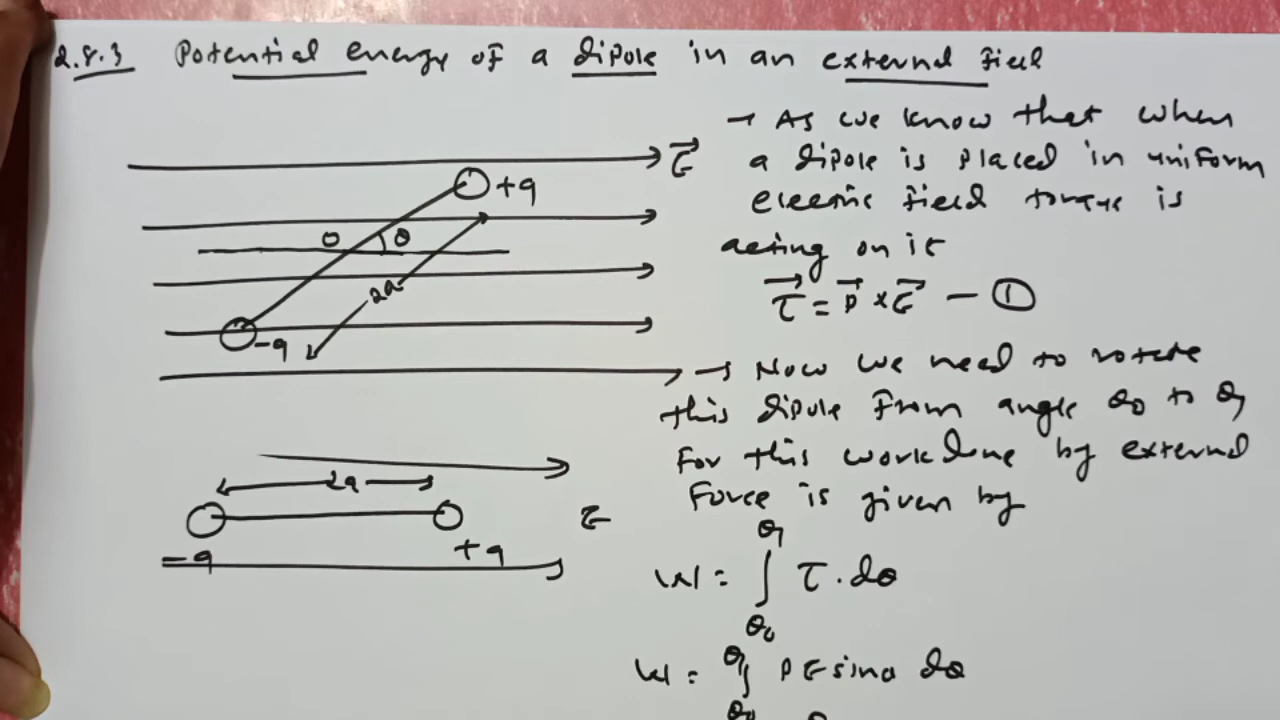 2.8.3 Potential energy of a dipole in an external field
→ As we know that when
a dipole is placed in uniform
electric field torque is
acting on it
τ⃗ = p⃗ × E⃗ — ①
→ Now we need to rotate
this dipole from angle θ₀ to θ₁
For this work done by external
Force is given by
W = ∫ τ . dθ
θ₁
θ₀
W = ∫ PE sinθ dθ
θ₁
θ₀
E⃗
+q
θ
θ
2a
-q
2a
E
-q
+q